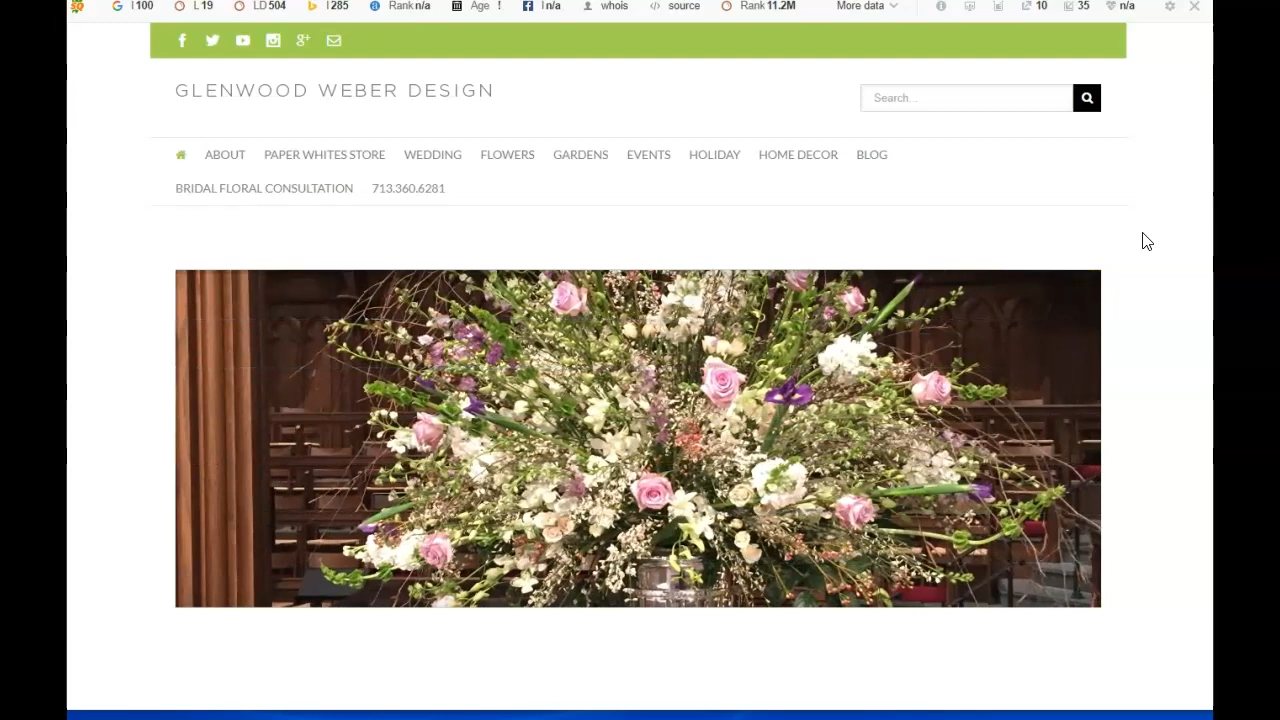 I 100 L 19 LD 504 I 285 Rank n/a Age ! I n/a whois source Rank 11.2M More data 10 35 n/a
GLENWOOD WEBER DESIGN
Search...
ABOUT PAPER WHITES STORE WEDDING FLOWERS GARDENS EVENTS HOLIDAY HOME DECOR BLOG
BRIDAL FLORAL CONSULTATION 713.360.6281